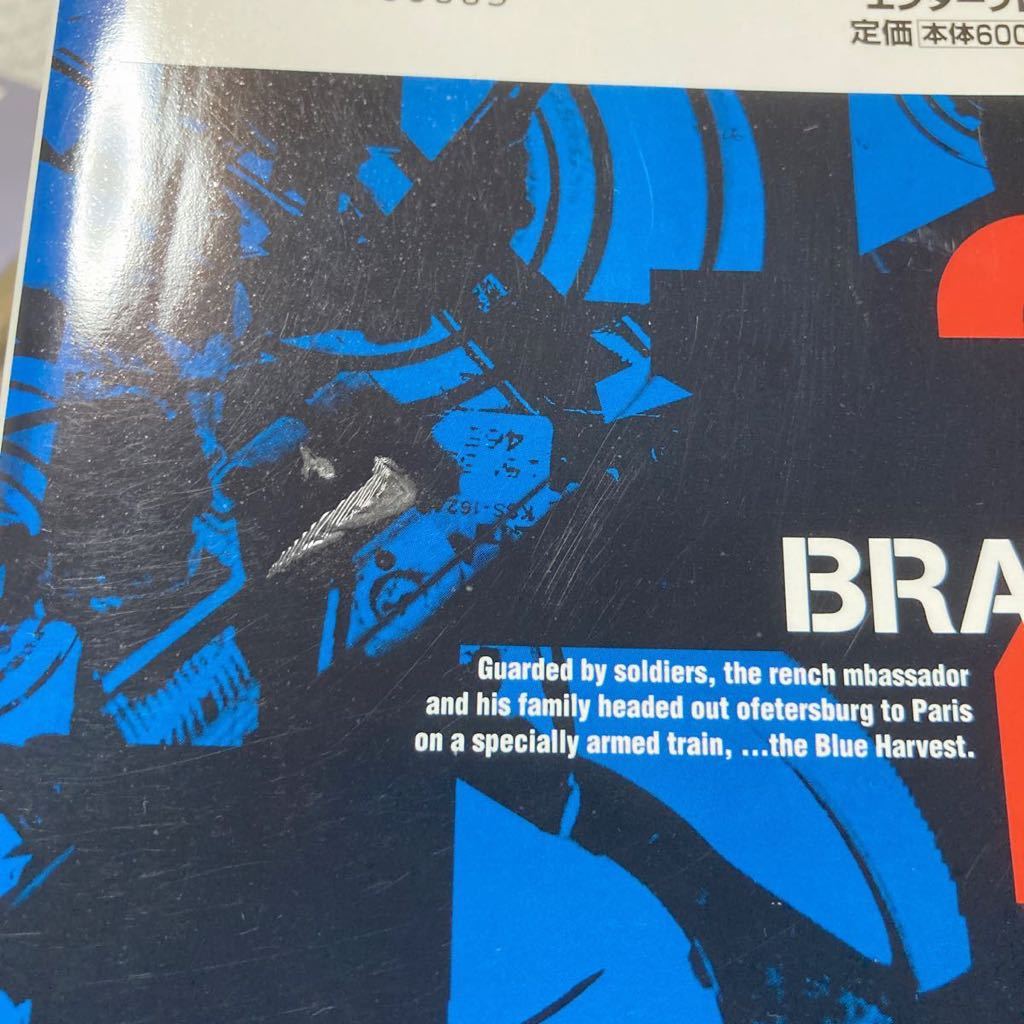 定価 本体600
BRA
Guarded by soldiers, the rench mbassador
and his family headed out ofetersburg to Paris
on a specially armed train, ...the Blue Harvest.